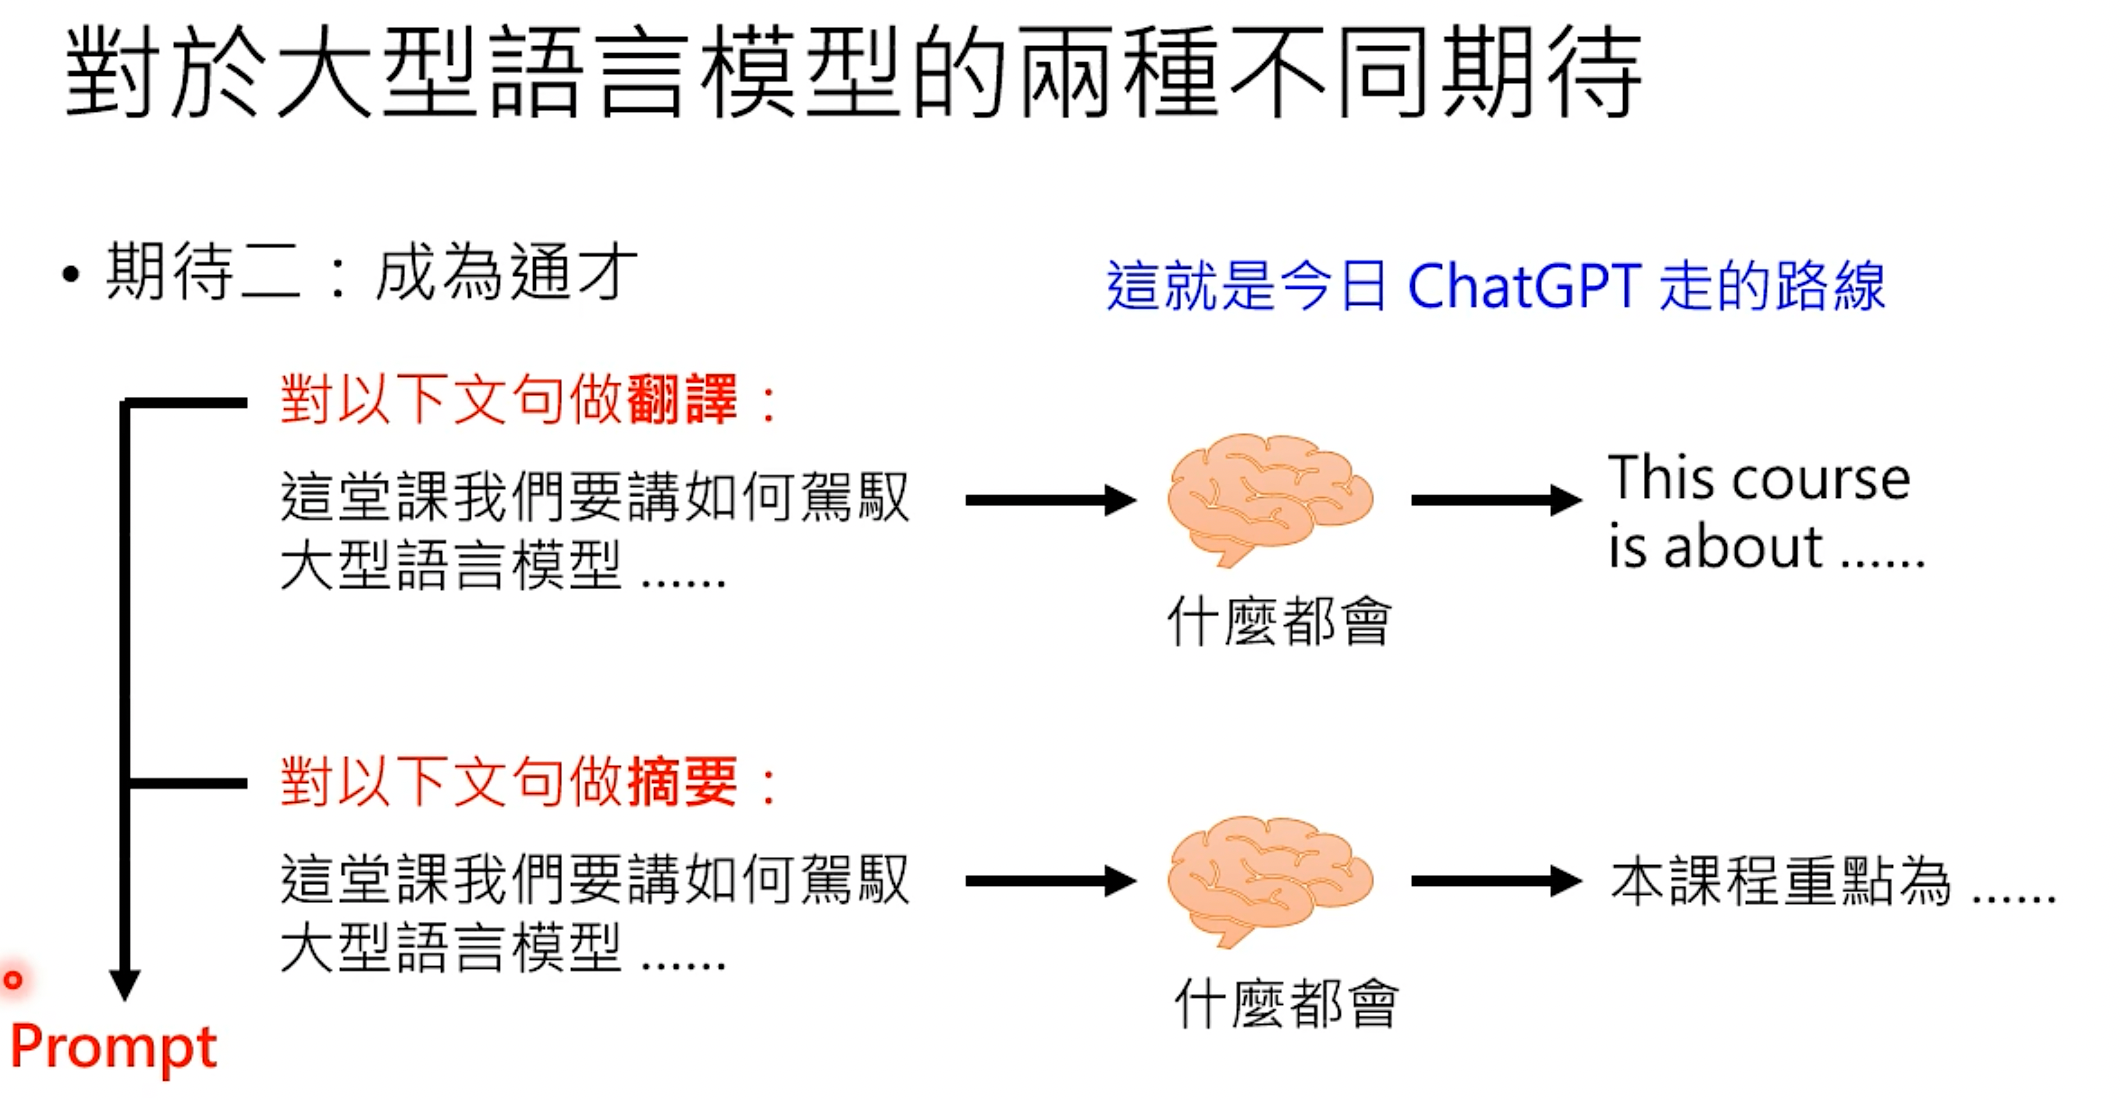 對於大型語言模型的兩種不同期待
• 期待二：成為通才
這就是今日 ChatGPT 走的路線
對以下文句做翻譯：
這堂課我們要講如何駕馭
大型語言模型 ......
什麼都會
This course
is about ......
對以下文句做摘要：
這堂課我們要講如何駕馭
大型語言模型 ......
什麼都會
本課程重點為 ......
Prompt